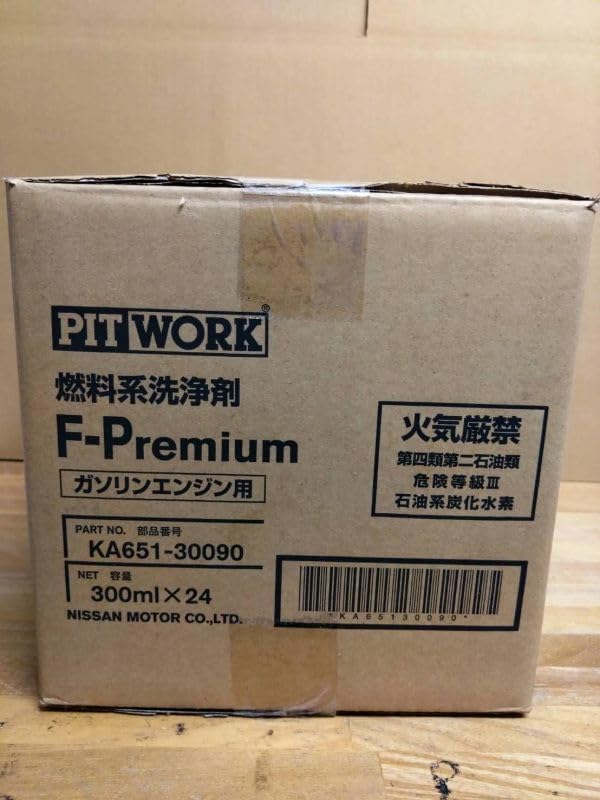 PIT WORK®
燃料系洗浄剤
F-Premium
ガソリンエンジン用
PART NO. 部品番号
KA651-30090
NET 容量
300ml×24
NISSAN MOTOR CO.,LTD.
火気厳禁
第四類第二石油類
危険等級Ⅲ
石油系炭化水素
*KA65130090*